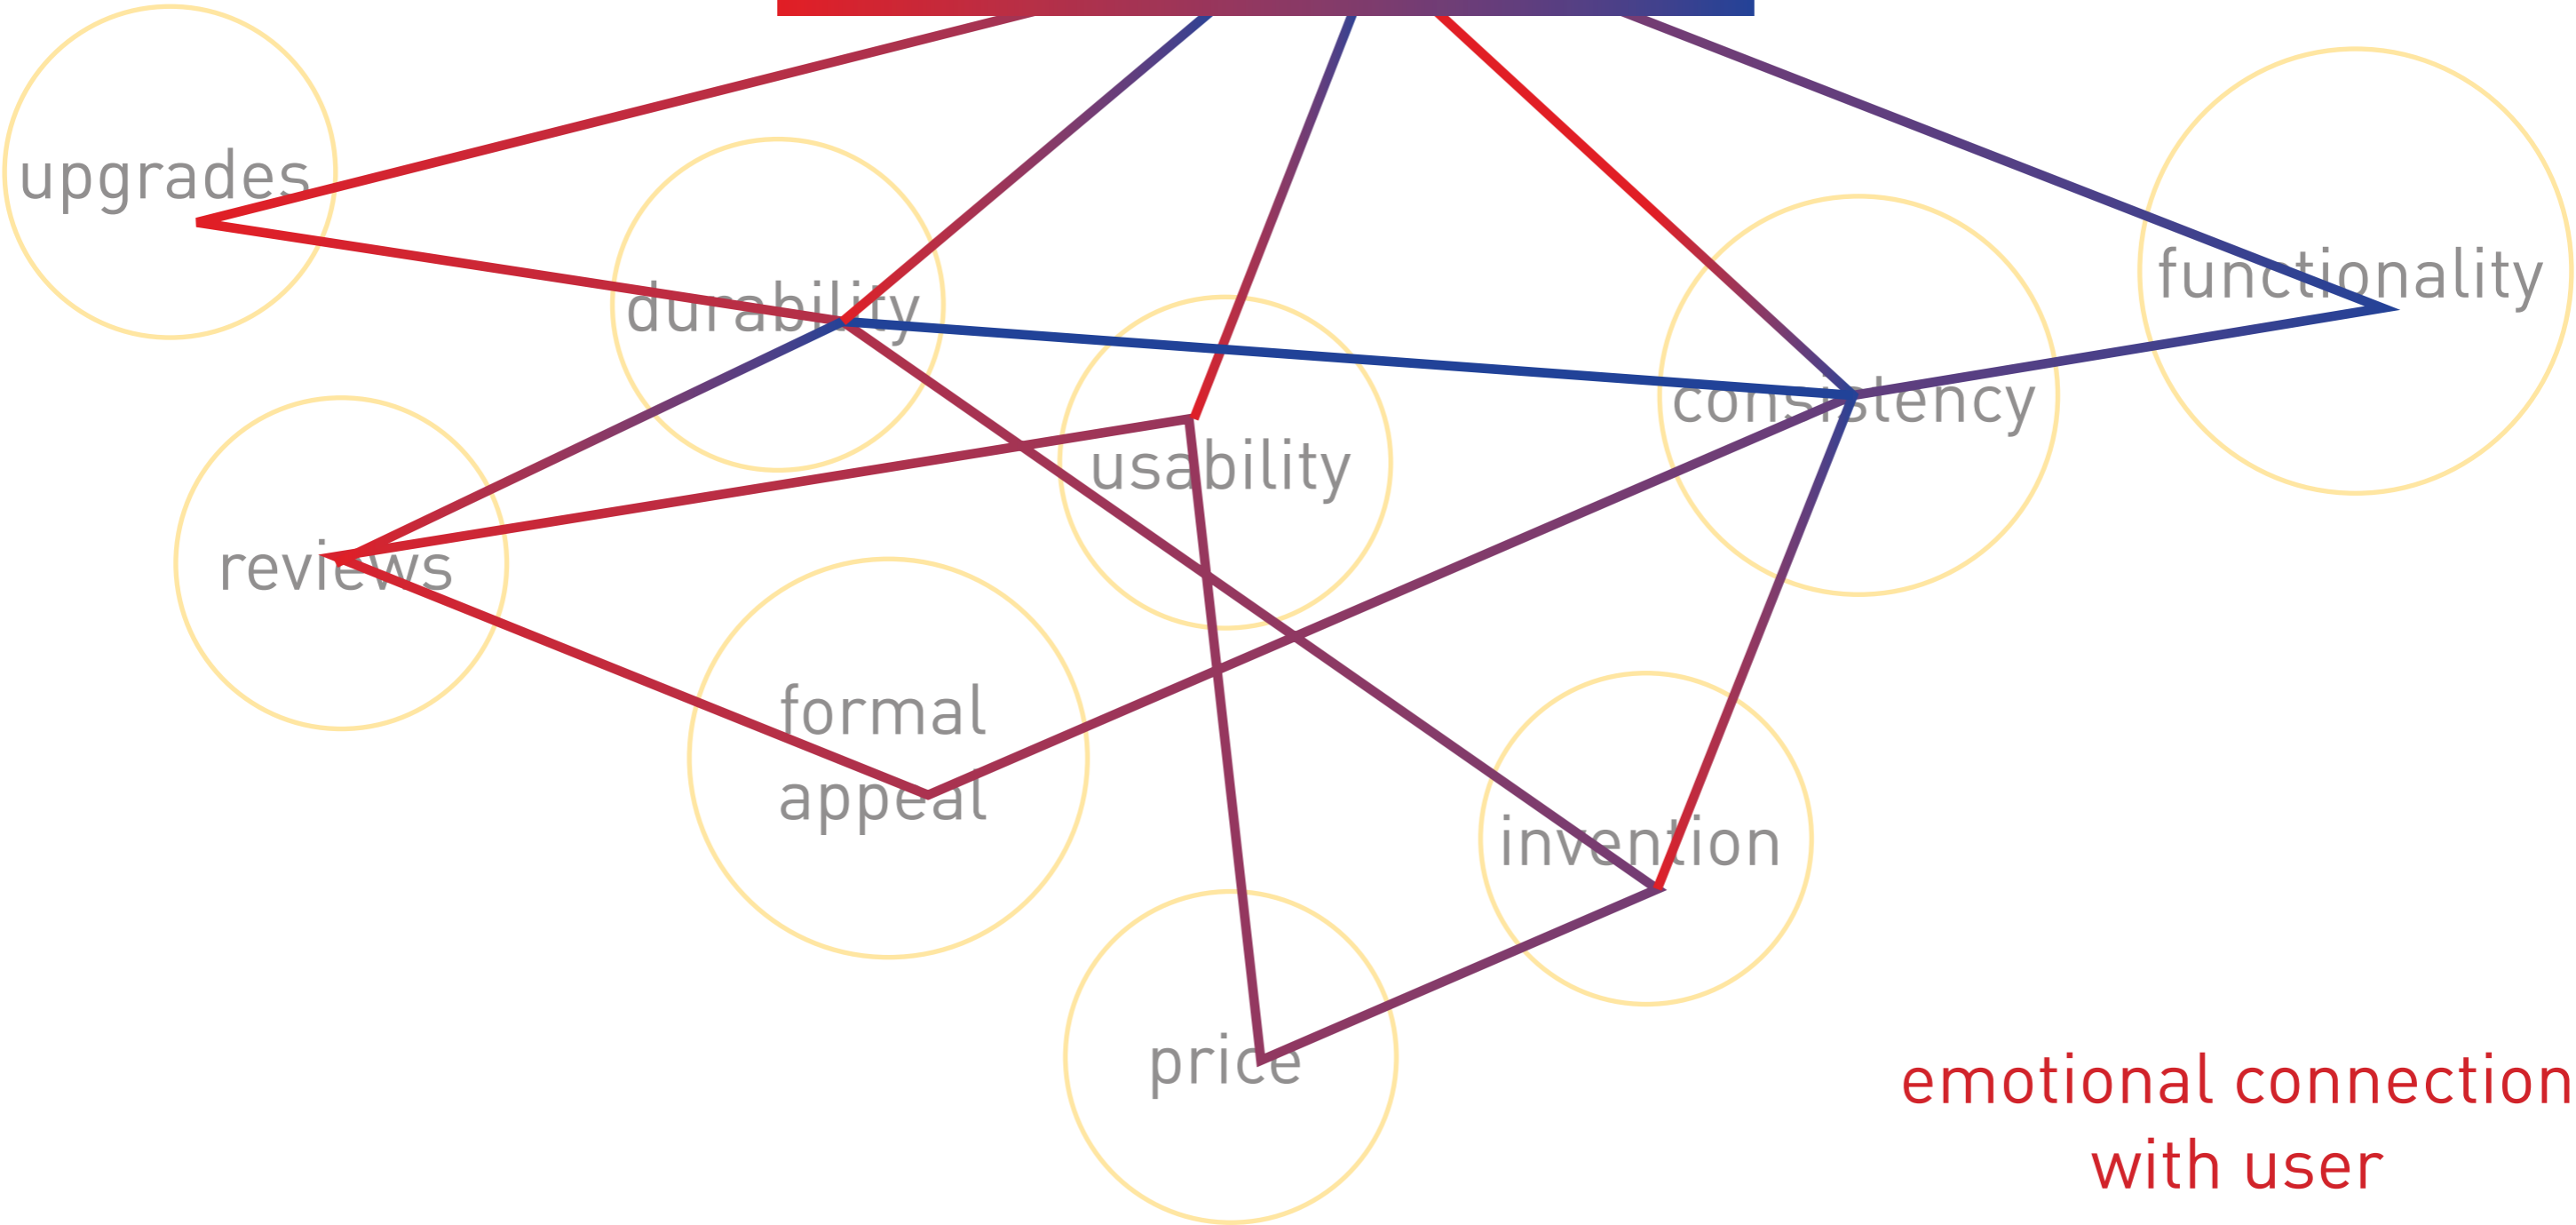 upgrades
durability
functionality
consistency
usability
reviews
formal
appeal
invention
price
emotional connection
with user